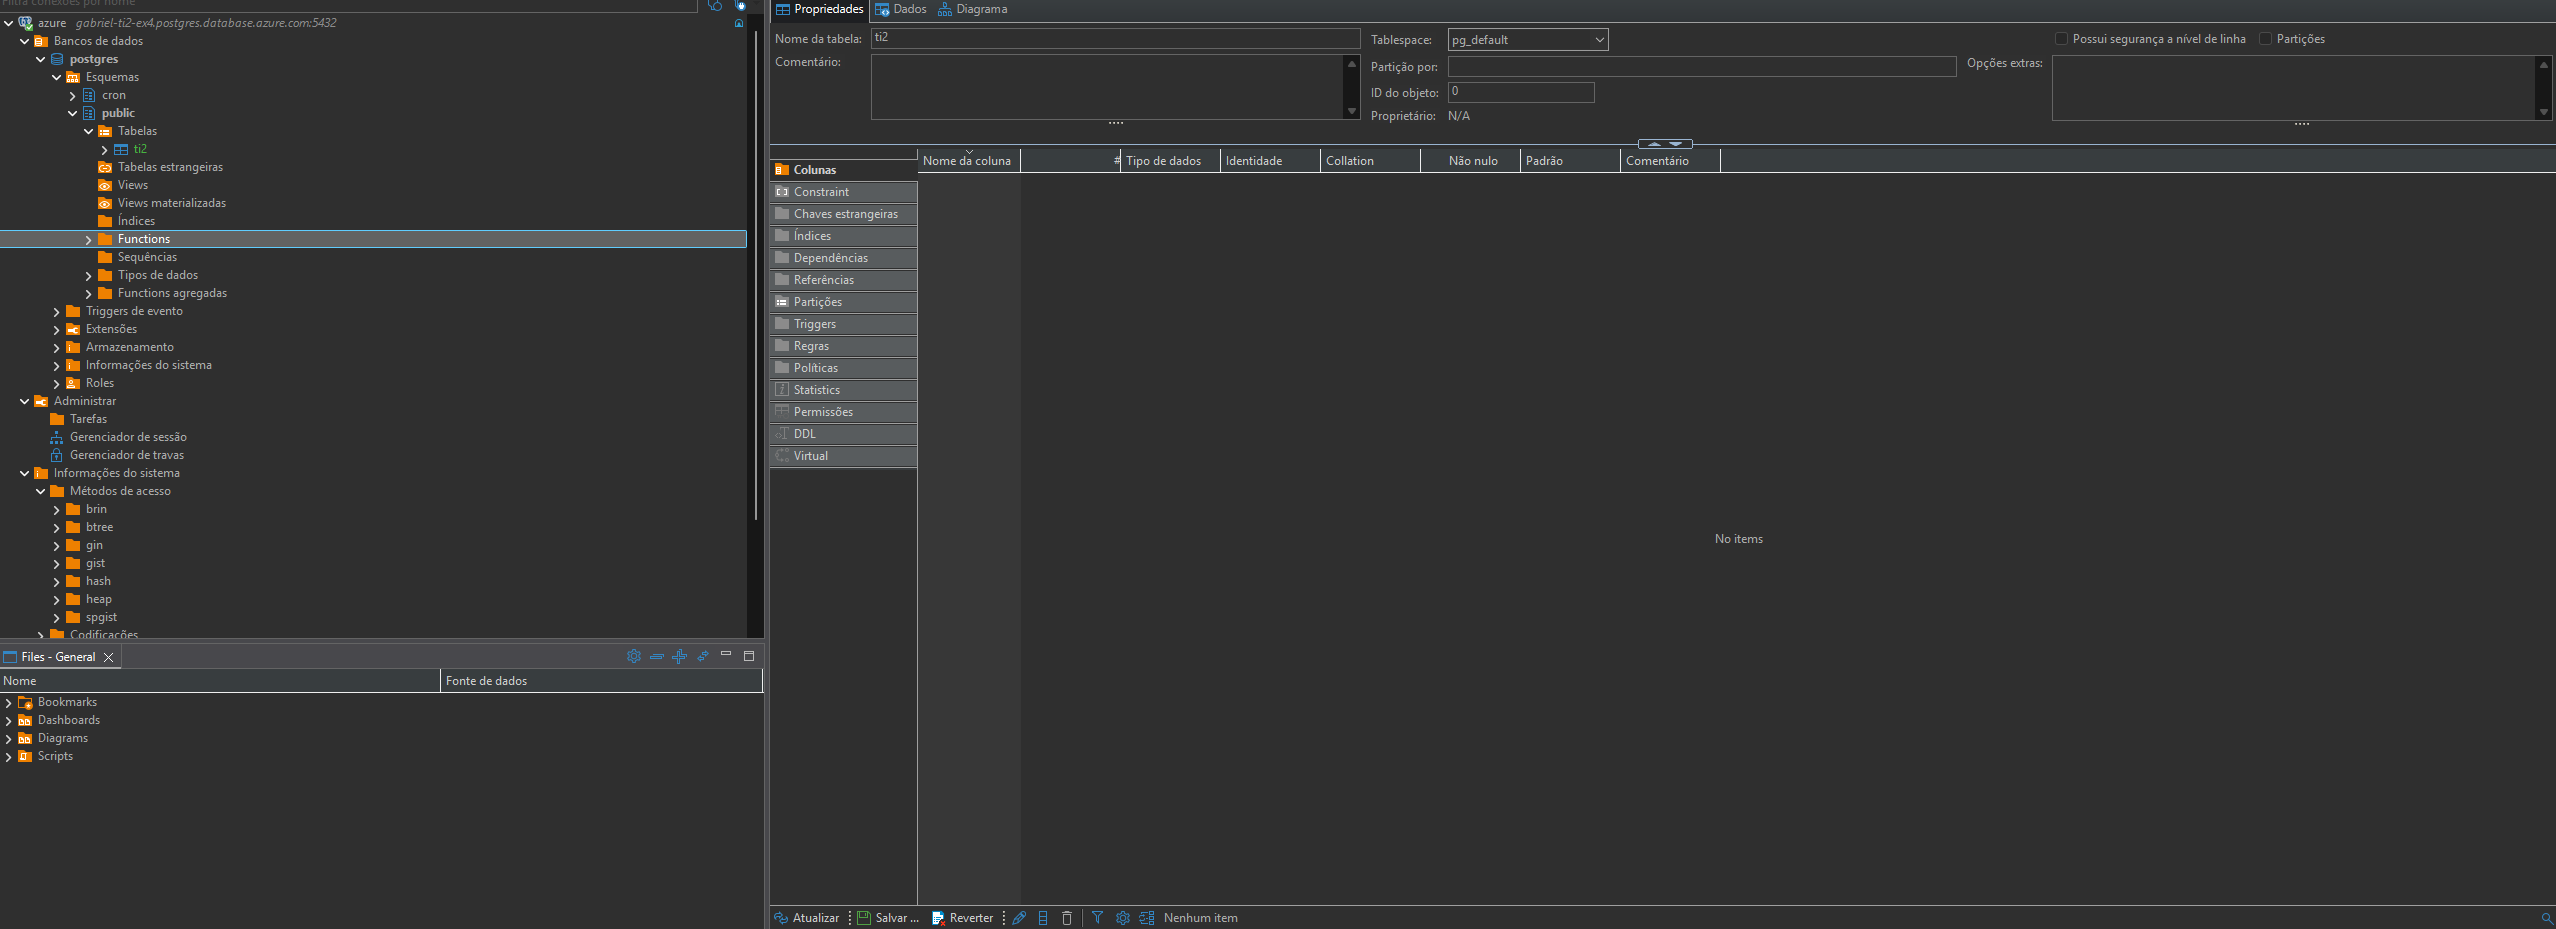 Filtra conexões por nome
azure gabriel-ti2-ex4.postgres.database.azure.com:5432
Bancos de dados
postgres
Esquemas
cron
public
Tabelas
ti2
Tabelas estrangeiras
Views
Views materializadas
Índices
Functions
Sequências
Tipos de dados
Functions agregadas
Triggers de evento
Extensões
Armazenamento
Informações do sistema
Roles
Administrar
Tarefas
Gerenciador de sessão
Gerenciador de travas
Informações do sistema
Métodos de acesso
brin
btree
gin
gist
hash
heap
spgist
Codificações
Files - General
Nome Fonte de dados
Bookmarks
Dashboards
Diagrams
Scripts
Propriedades Dados Diagrama
Nome da tabela: ti2
Comentário:
Tablespace: pg_default
Partição por:
ID do objeto: 0
Proprietário: N/A
Possui segurança a nível de linha Partições
Opções extras:
Colunas
Constraint
Chaves estrangeiras
Índices
Dependências
Referências
Partições
Triggers
Regras
Políticas
Statistics
Permissões
DDL
Virtual
Nome da coluna # Tipo de dados Identidade Collation Não nulo Padrão Comentário
No items
Atualizar Salvar ... Reverter Nenhum item